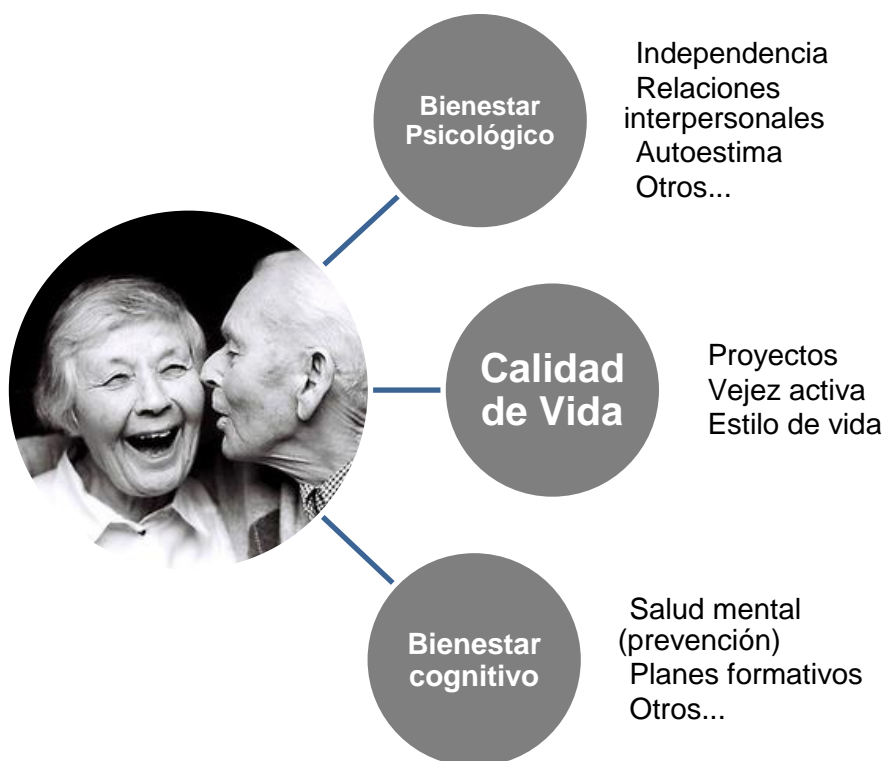 Bienestar
Psicológico
Independencia
Relaciones
interpersonales
Autoestima
Otros...
Calidad
de Vida
Proyectos
Vejez activa
Estilo de vida
Bienestar
cognitivo
Salud mental
(prevención)
Planes formativos
Otros...